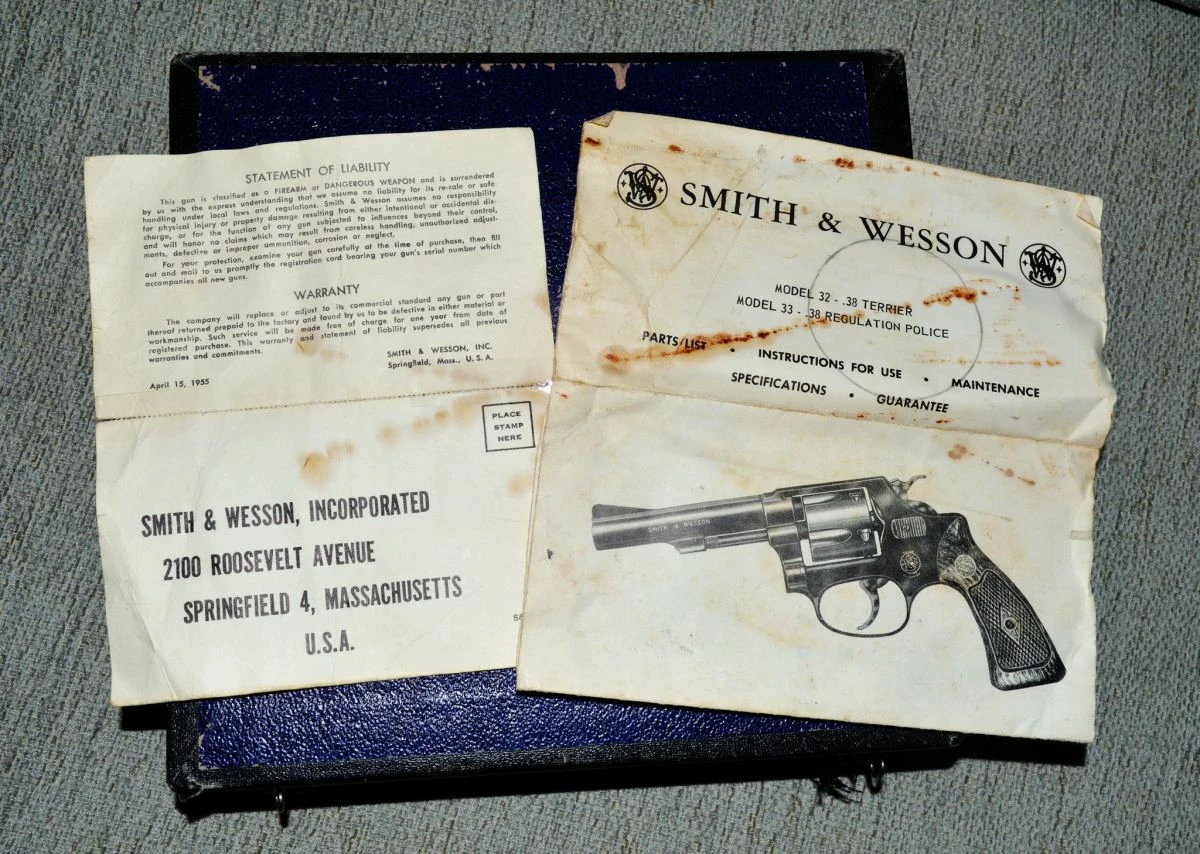 STATEMENT OF LIABILITY
This gun is classified as a FIREARM or DANGEROUS WEAPON and is surrendered
by us with the express understanding that we assume no liability for its re-sale or safe
handling under local laws and regulations. Smith & Wesson assumes no responsibility
for physical injury or property damage resulting from either intentional or accidental dis-
charge, or for the function of any gun subjected to influences beyond their control,
and will honor no claims which may result from careless handling, unauthorized adjust-
ments, defective or improper ammunition, corrosion or neglect.
For your protection, examine your gun carefully at the time of purchase, then fill
out and mail to us promptly the registration card bearing your gun's serial number which
accompanies all new guns.
WARRANTY
The company will replace or adjust to its commercial standard any gun or part
thereof returned prepaid to the factory and found by us to be defective in either material or
workmanship. Such service will be made free of charge for one year from date of
registered purchase. This warranty and statement of liability supersedes all previous
warranties and commitments.
SMITH & WESSON, INC.
Springfield, Mass., U. S. A.
April 15, 1955
PLACE
STAMP
HERE
SMITH & WESSON, INCORPORATED
2100 ROOSEVELT AVENUE
SPRINGFIELD 4, MASSACHUSETTS
U.S.A.
SMITH & WESSON
MODEL 32 - .38 TERRIER
MODEL 33 - .38 REGULATION POLICE
PARTS LIST • INSTRUCTIONS FOR USE • MAINTENANCE
SPECIFICATIONS • GUARANTEE
SMITH & WESSON